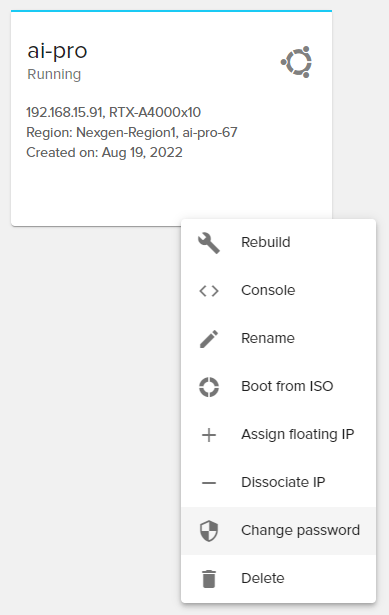 ai-pro
Running
192.168.15.91, RTX-A4000x10
Region: Nexgen-Region1, ai-pro-67
Created on: Aug 19, 2022
Rebuild
Console
Rename
Boot from ISO
Assign floating IP
Dissociate IP
Change password
Delete